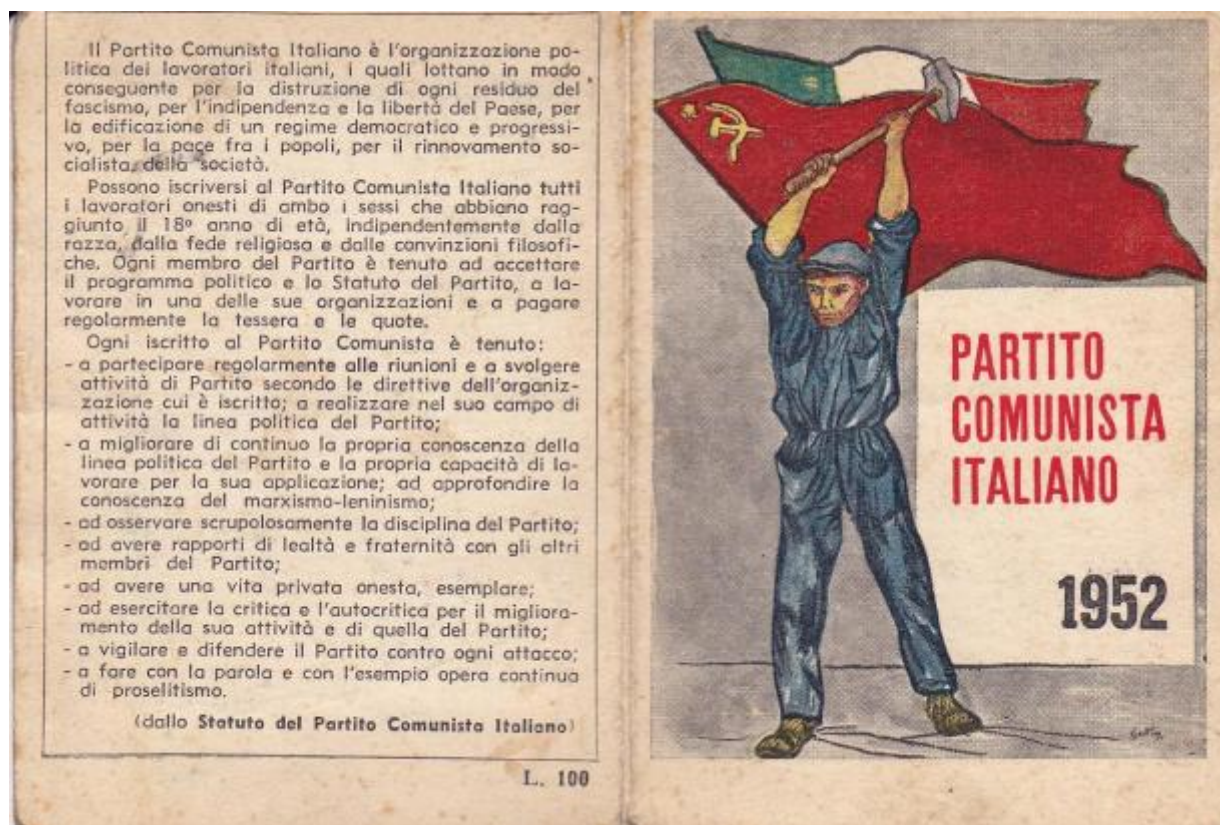 Il Partito Comunista Italiano è l'organizzazione po-
litica dei lavoratori italiani, i quali lottano in modo
conseguente per la distruzione di ogni residuo del
fascismo, per l'indipendenza e la libertà del Paese, per
la edificazione di un regime democratico e progressi-
vo, per la pace fra i popoli, per il rinnovamento so-
cialista della società.
Possono iscriversi al Partito Comunista Italiano tutti
i lavoratori onesti di ambo i sessi che abbiano rag-
giunto il 18º anno di età, indipendentemente dalla
razza, dalla fede religiosa e dalle convinzioni filosofi-
che. Ogni membro del Partito è tenuto ad accettare
il programma politico e lo Statuto del Partito, a la-
vorare in una delle sue organizzazioni e a pagare
regolarmente la tessera e le quote.
Ogni iscritto al Partito Comunista è tenuto:
- a partecipare regolarmente alle riunioni e a svolgere
attività di Partito secondo le direttive dell'organiz-
zazione cui è iscritto; a realizzare nel suo campo di
attività la linea politica del Partito;
- a migliorare di continuo la propria conoscenza della
linea politica del Partito e la propria capacità di la-
vorare per la sua applicazione; ad approfondire la
conoscenza del marxismo-leninismo;
- ad osservare scrupolosamente la disciplina del Partito;
- ad avere rapporti di lealtà e fraternità con gli altri
membri del Partito;
- ad avere una vita privata onesta, esemplare;
- ad esercitare la critica e l'autocritica per il migliora-
mento della sua attività e di quella del Partito;
- a vigilare e difendere il Partito contro ogni attacco;
- a fare con la parola e con l'esempio opera continua
di proselitismo.
(dallo Statuto del Partito Comunista Italiano)
L. 100
PARTITO
COMUNISTA
ITALIANO
1952